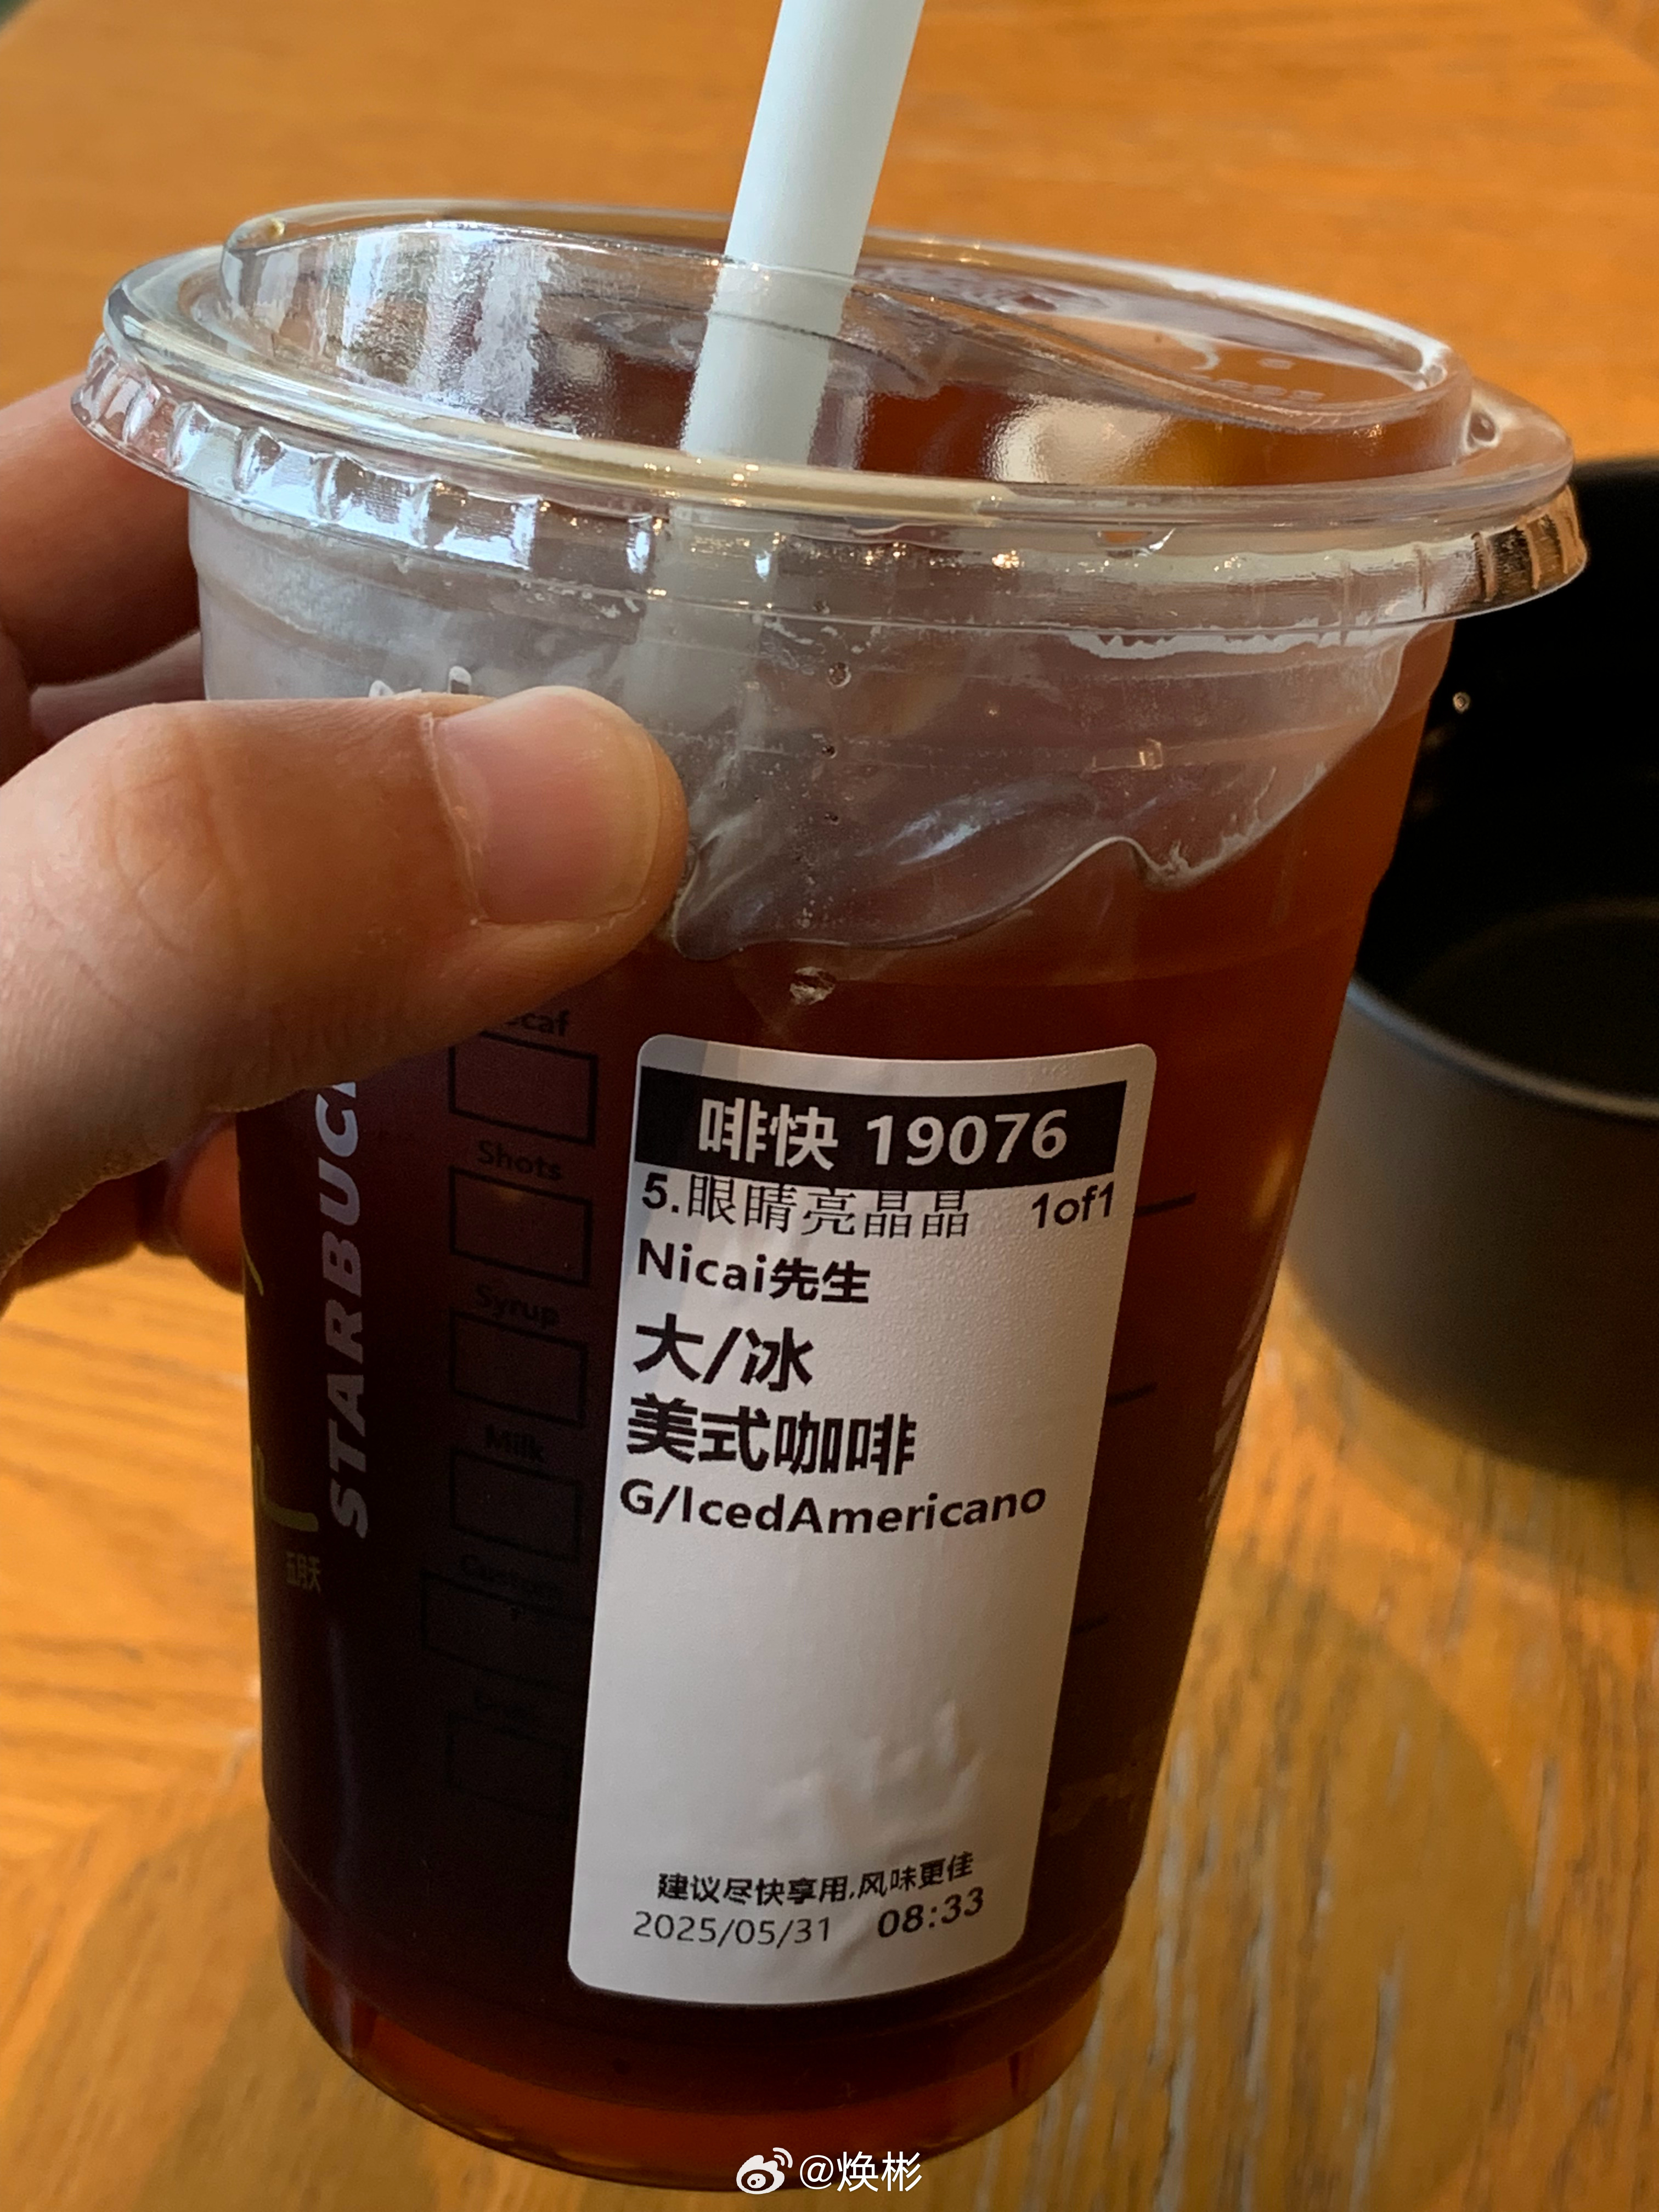 STARBUC
Shots
Syrup
Milk
啡快 19076
5.眼睛亮晶晶 1of1
Nicai先生
大/冰
美式咖啡
G/IcedAmericano
建议尽快享用,风味更佳
2025/05/31 08:33
@焕彬